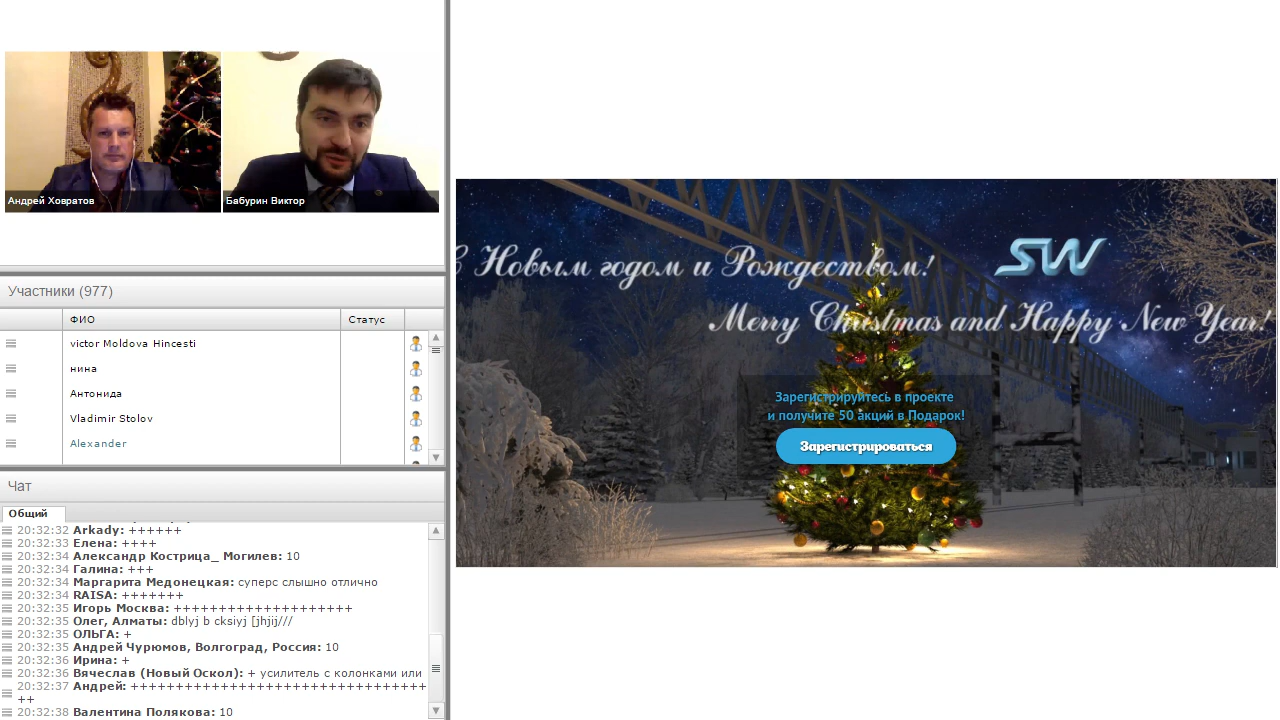 Андрей Ховратов
Бабурин Виктор
Участники (977)
ФИО Статус
victor Moldova Hincesti
нина
Антонида
Vladimir Stolov
Alexander
Чат
Общий
20:32:32 Arkady: ++++++
20:32:33 Елена: ++++
20:32:34 Александр Кострица_ Могилев: 10
20:32:34 Галина: +++
20:32:34 Маргарита Медонецкая: суперс слышно отлично
20:32:34 RAISA: +++++++
20:32:35 Игорь Москва: ++++++++++++++++++++
20:32:35 Олег, Алматы: dblyj b cksiyj [jhjij///
20:32:35 ОЛЬГА: +
20:32:35 Андрей Чурюмов, Волгоград, Россия: 10
20:32:36 Ирина: +
20:32:36 Вячеслав (Новый Оскол): + усилитель с колонками или
20:32:37 Андрей: +++++++++++++++++++++++++++++++++
++
20:32:38 Валентина Полякова: 10
С Новым годом и Рождеством!
SW
Merry Christmas and Happy New Year!
Зарегистрируйтесь в проекте
и получите 50 акций в Подарок!
Зарегистрироваться